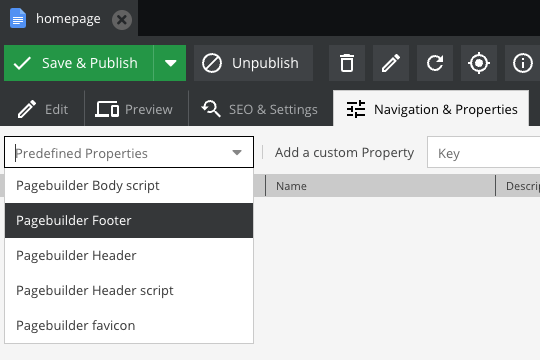 homepage
Save & Publish
Unpublish
Edit
Preview
SEO & Settings
Navigation & Properties
Predefined Properties
Add a custom Property
Key
Name
Descrip
Pagebuilder Body script
Pagebuilder Footer
Pagebuilder Header
Pagebuilder Header script
Pagebuilder favicon